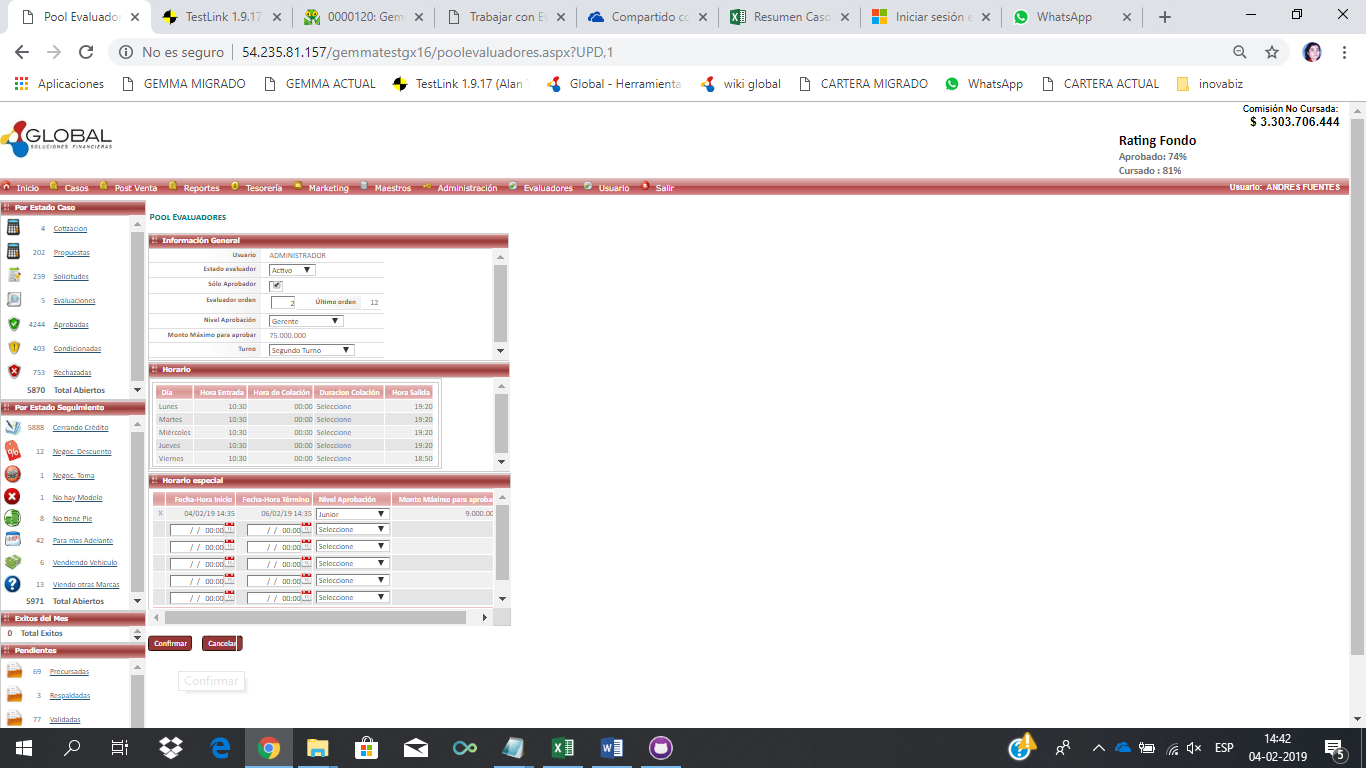 Pool Evaluador
TestLink 1.9.17
0000120: Gem
Trabajar con E
Compartido co
Resumen Caso
Iniciar sesión e
WhatsApp
No es seguro
54.235.81.157/gemmatestgx16/poolevaluadores.aspx?UPD,1
Aplicaciones
GEMMA MIGRADO
GEMMA ACTUAL
TestLink 1.9.17 (Alan
Global - Herramienta
wiki global
CARTERA MIGRADO
WhatsApp
CARTERA ACTUAL
inovabiz
Comisión No Cursada:
$ 3.303.706.444
GLOBAL
SOLUCIONES FINANCIERAS
Rating Fondo
Aprobado: 74%
Cursado : 81%
Inicio Casos Post Venta Reportes Tesorería Marketing Maestros Administración Evaluadores Usuario Salir
Usuario: ANDRES FUENTES
Por Estado Caso
4 Cotizacion
202 Propuestas
259 Solicitudes
5 Evaluaciones
4244 Aprobadas
403 Condicionadas
753 Rechazadas
5870 Total Abiertos
Por Estado Seguimiento
5888 Cerrando Crédito
12 Negoc. Descuento
1 Negoc. Toma
1 No hay Modelo
8 No tiene Pie
42 Para mas Adelante
6 Vendiendo Vehiculo
13 Viendo otras Marcas
5971 Total Abiertos
Exitos del Mes
0 Total Exitos
Pendientes
69 Precursadas
3 Respaldadas
77 Validadas
POOL EVALUADORES
Información General
Usuario ADMINISTRADOR
Estado evaluador Activo
Sólo Aprobador
Evaluador orden 2 Último orden 12
Nivel Aprobación Gerente
Monto Máximo para aprobar 75.000.000
Turno Segundo Turno
Horario
Día Hora Entrada Hora de Colación Duracion Colación Hora Salida
Lunes 10:30 00:00 Seleccione 19:20
Martes 10:30 00:00 Seleccione 19:20
Miércoles 10:30 00:00 Seleccione 19:20
Jueves 10:30 00:00 Seleccione 19:20
Viernes 10:30 00:00 Seleccione 18:50
Horario especial
Fecha-Hora Inicio Fecha-Hora Término Nivel Aprobación Monto Máximo para aproba
04/02/19 14:35 06/02/19 14:35 Junior 9.000.00
/ / 00:00 / / 00:00 Seleccione
/ / 00:00 / / 00:00 Seleccione
/ / 00:00 / / 00:00 Seleccione
/ / 00:00 / / 00:00 Seleccione
/ / 00:00 / / 00:00 Seleccione
Confirmar Cancelar
Confirmar
ESP
14:42
04-02-2019
5